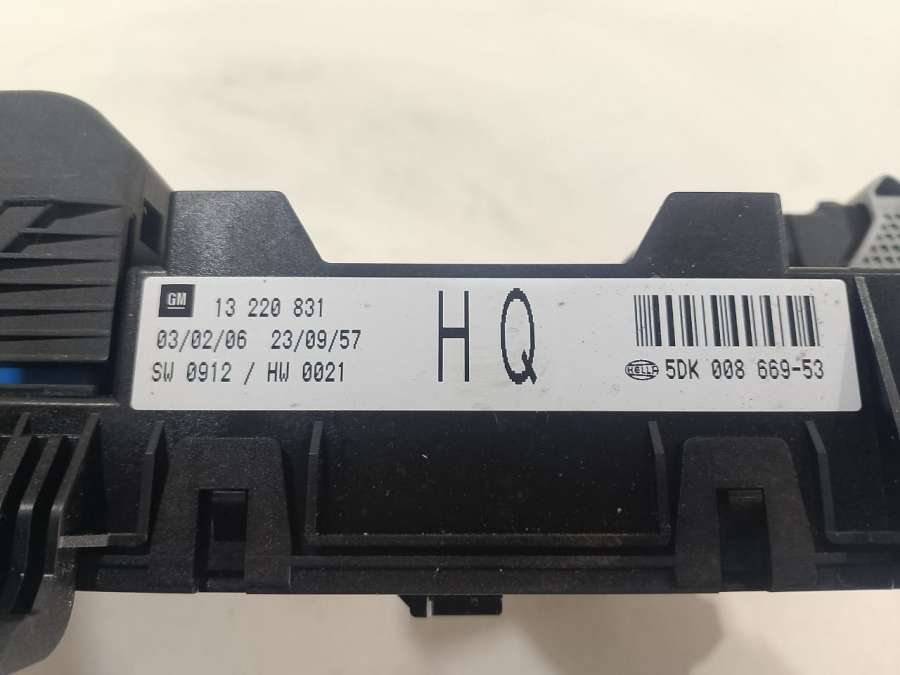 GM 13 220 831
03/02/06 23/09/57
SW 0912 / HW 0021
H Q
HELLA 5DK 008 669-53